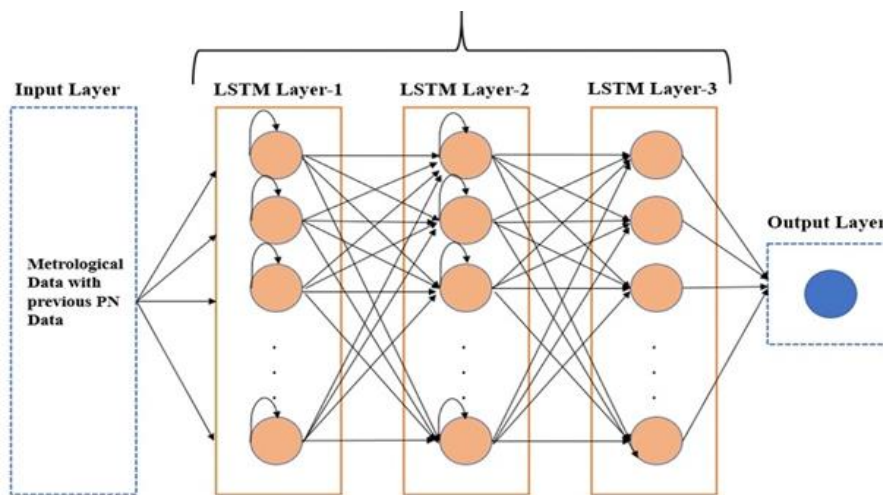 Input Layer
LSTM Layer-1
LSTM Layer-2
LSTM Layer-3
Output Layer
Metrological
Data with
previous PN
Data